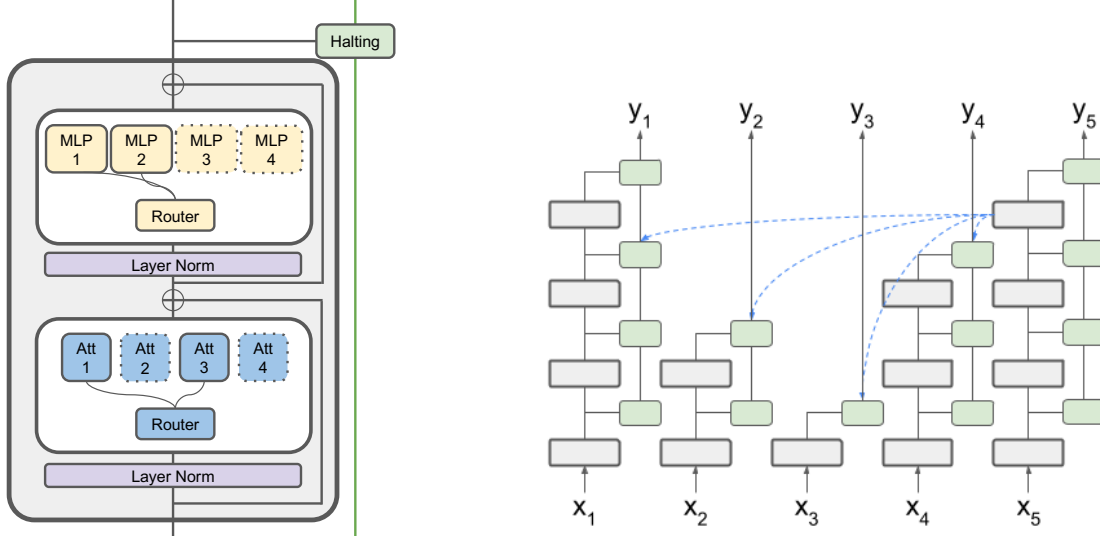 Halting
MLP 1
MLP 2
MLP 3
MLP 4
Router
Layer Norm
Att 1
Att 2
Att 3
Att 4
Router
Layer Norm
y1
y2
y3
y4
y5
x1
x2
x3
x4
x5